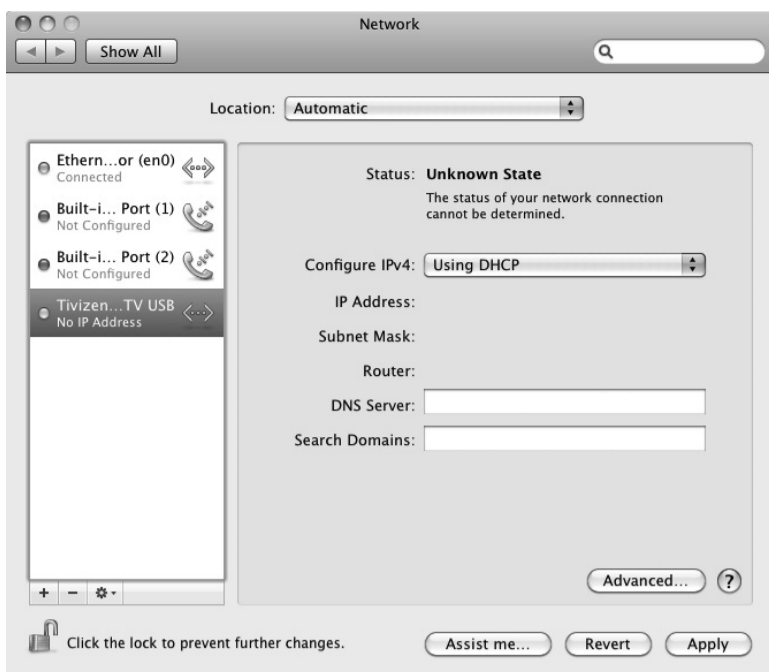 Network
Show All
Location: Automatic
Ethern...or (en0)
Connected
Built-i... Port (1)
Not Configured
Built-i... Port (2)
Not Configured
Tivizen...TV USB
No IP Address
Status: Unknown State
The status of your network connection
cannot be determined.
Configure IPv4: Using DHCP
IP Address:
Subnet Mask:
Router:
DNS Server:
Search Domains:
Advanced...
?
Click the lock to prevent further changes.
Assist me...
Revert
Apply